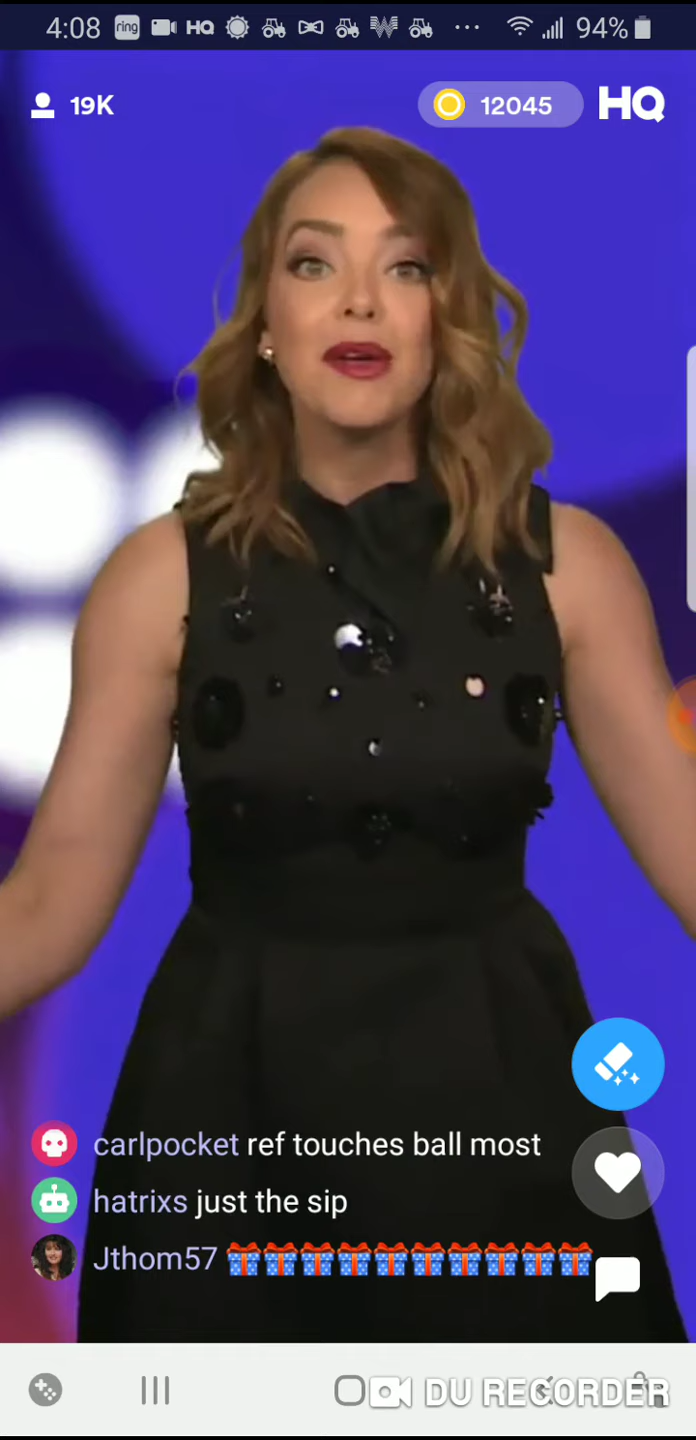 4:08 ring HQ 94%
19K 12045 HQ
carlpocket ref touches ball most
hatrixs just the sip
Jthom57
DU RECORDER